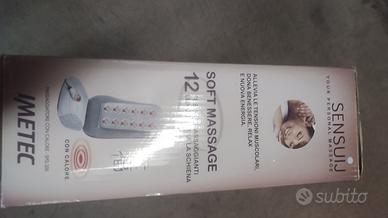 SENSUIJ
YOUR PERSONAL MASSAGE
ALLEVIA LE TENSIONI MUSCOLARI,
DONA BENESSERE, RELAX
E NUOVA ENERGIA.
SOFT MASSAGE
12
LA SCHIENA
CON CALORE
IMETEC
subito